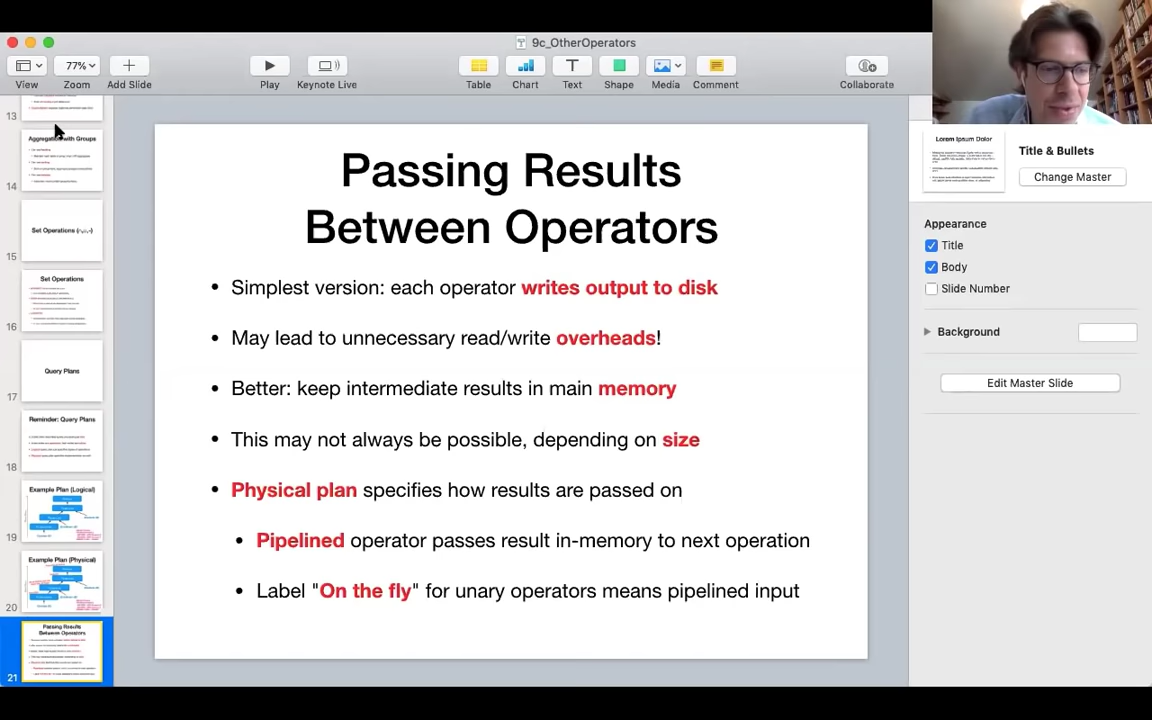 9c_OtherOperators
77%
View
Zoom
Add Slide
Play
Keynote Live
Table
Chart
Text
Shape
Media
Comment
Collaborate
13
Aggregation with Groups
14
Set Operations (∩,∪,-)
15
Set Operations
16
Query Plans
17
Reminder: Query Plans
18
Example Plan (Logical)
19
Example Plan (Physical)
20
Passing Results
Between Operators
21
Passing Results
Between Operators
• Simplest version: each operator writes output to disk
• May lead to unnecessary read/write overheads!
• Better: keep intermediate results in main memory
• This may not always be possible, depending on size
• Physical plan specifies how results are passed on
• Pipelined operator passes result in-memory to next operation
• Label "On the fly" for unary operators means pipelined input
Lorem Ipsum Dolor
Title & Bullets
Change Master
Appearance
Title
Body
Slide Number
Background
Edit Master Slide